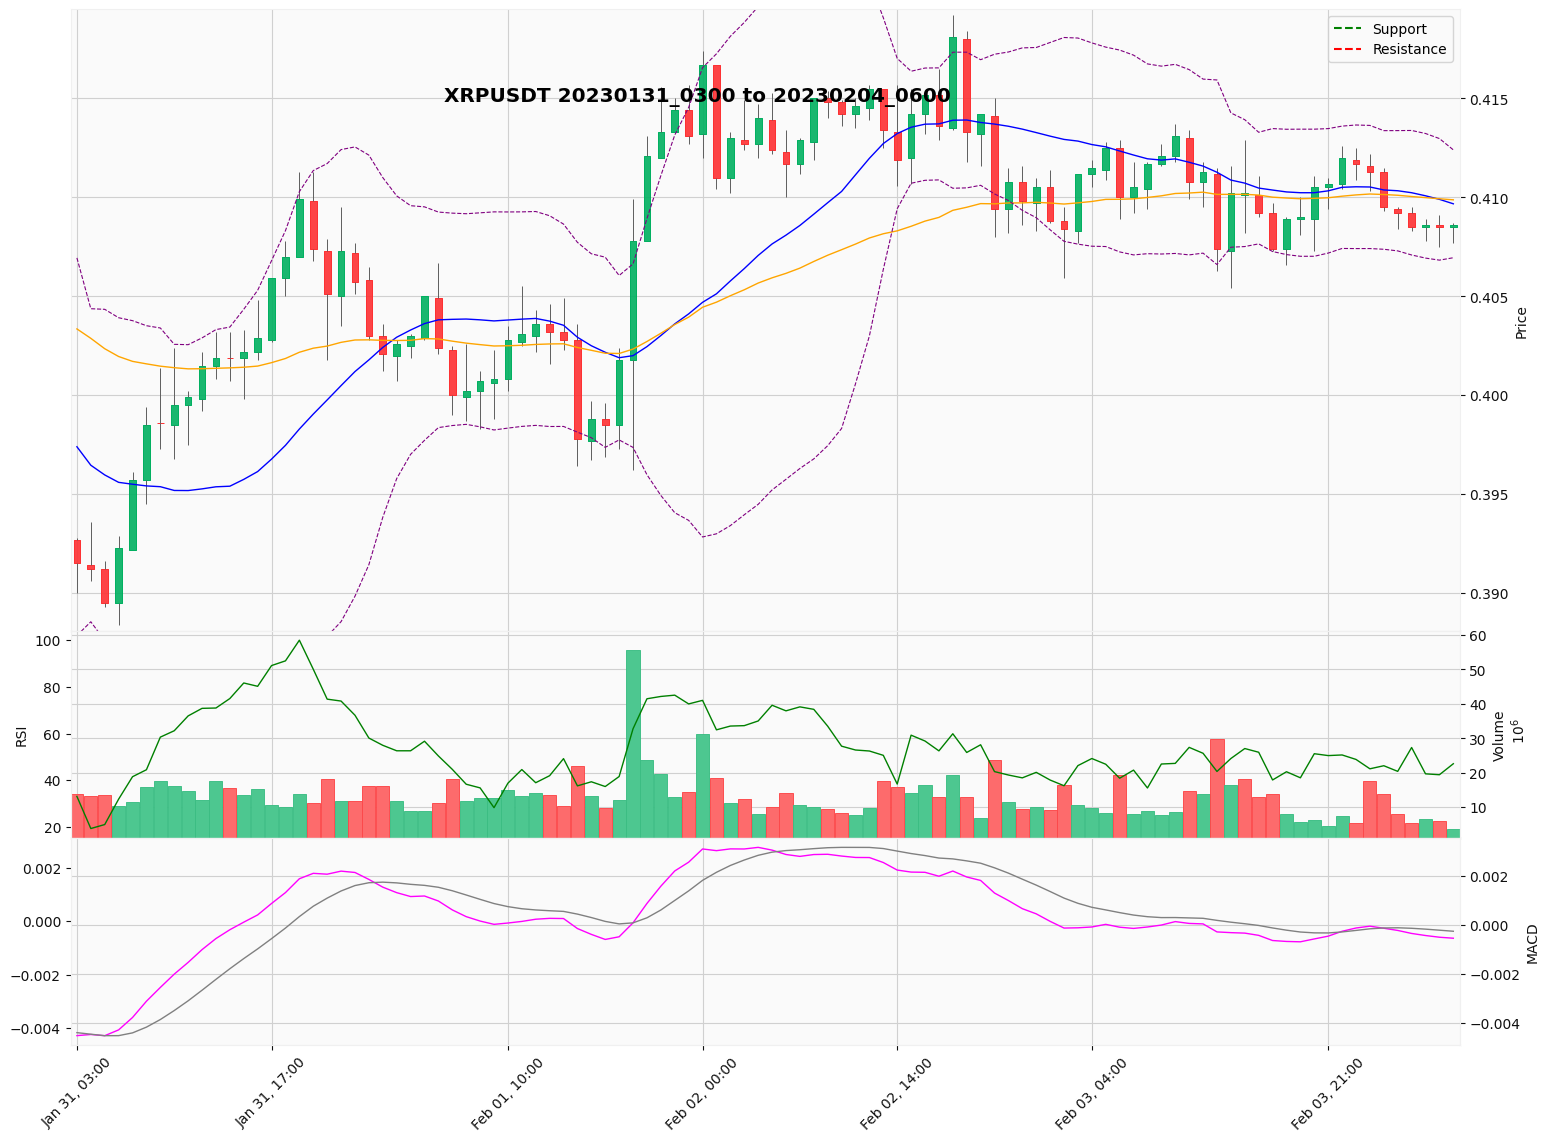 XRPUSDT 20230131_0300 to 20230204_0600
Support
Resistance
0.415
0.410
0.405
0.400
0.395
0.390
Price
100
80
60
40
20
RSI
60
50
40
30
20
10
Volume
10^6
0.002
0.000
−0.002
−0.004
0.002
0.000
−0.002
−0.004
MACD
Jan 31, 03:00
Jan 31, 17:00
Feb 01, 10:00
Feb 02, 00:00
Feb 02, 14:00
Feb 03, 04:00
Feb 03, 21:00